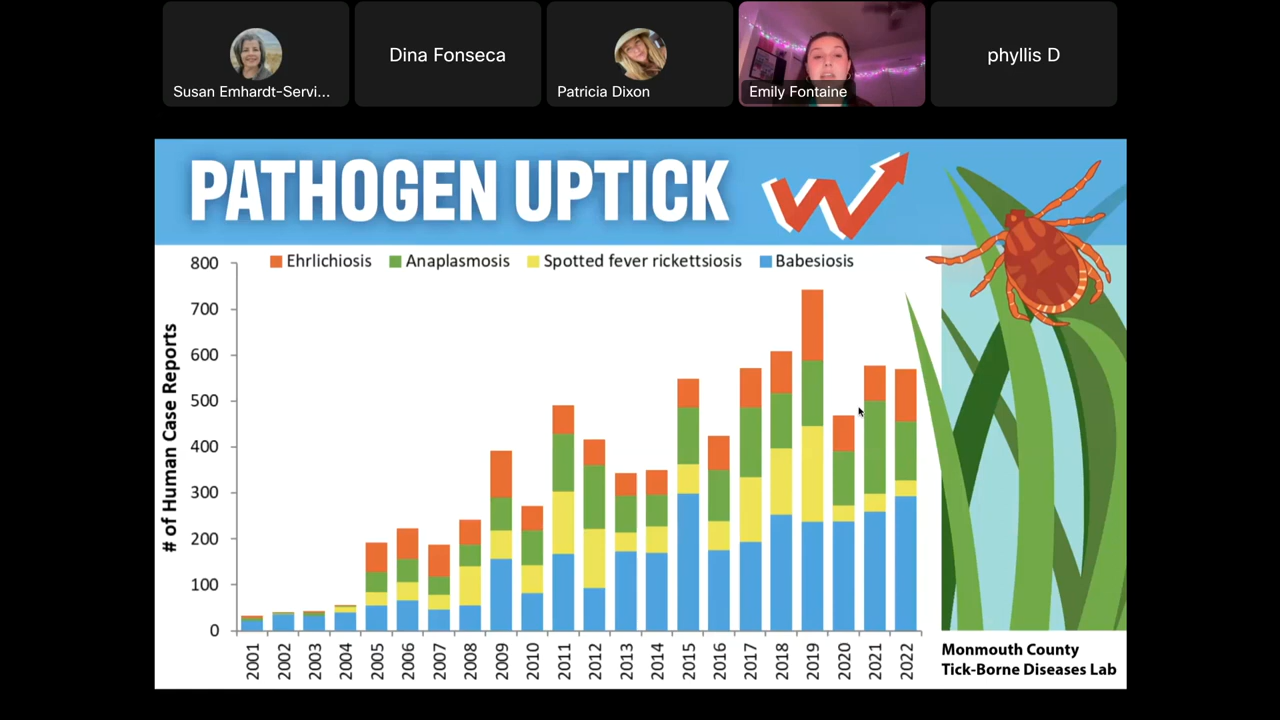 Susan Emhardt-Servi...
Dina Fonseca
Patricia Dixon
Emily Fontaine
phyllis D
PATHOGEN UPTICK
Ehrlichiosis Anaplasmosis Spotted fever rickettsiosis Babesiosis
# of Human Case Reports
800
700
600
500
400
300
200
100
0
2001 2002 2003 2004 2005 2006 2007 2008 2009 2010 2011 2012 2013 2014 2015 2016 2017 2018 2019 2020 2021 2022
Monmouth County
Tick-Borne Diseases Lab